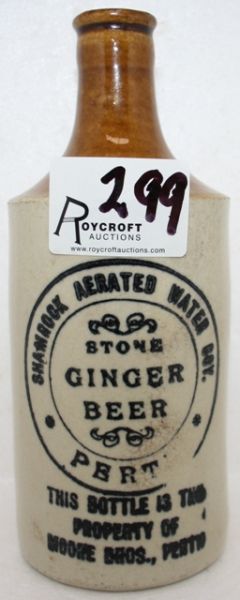 299
ROYCROFT
AUCTIONS
www.roycroftauctions.com
SHAMROCK AERATED WATER COY.
STONE
GINGER
BEER
PERT
THIS BOTTLE IS THE
PROPERTY OF
MOORE BROS., PERTH